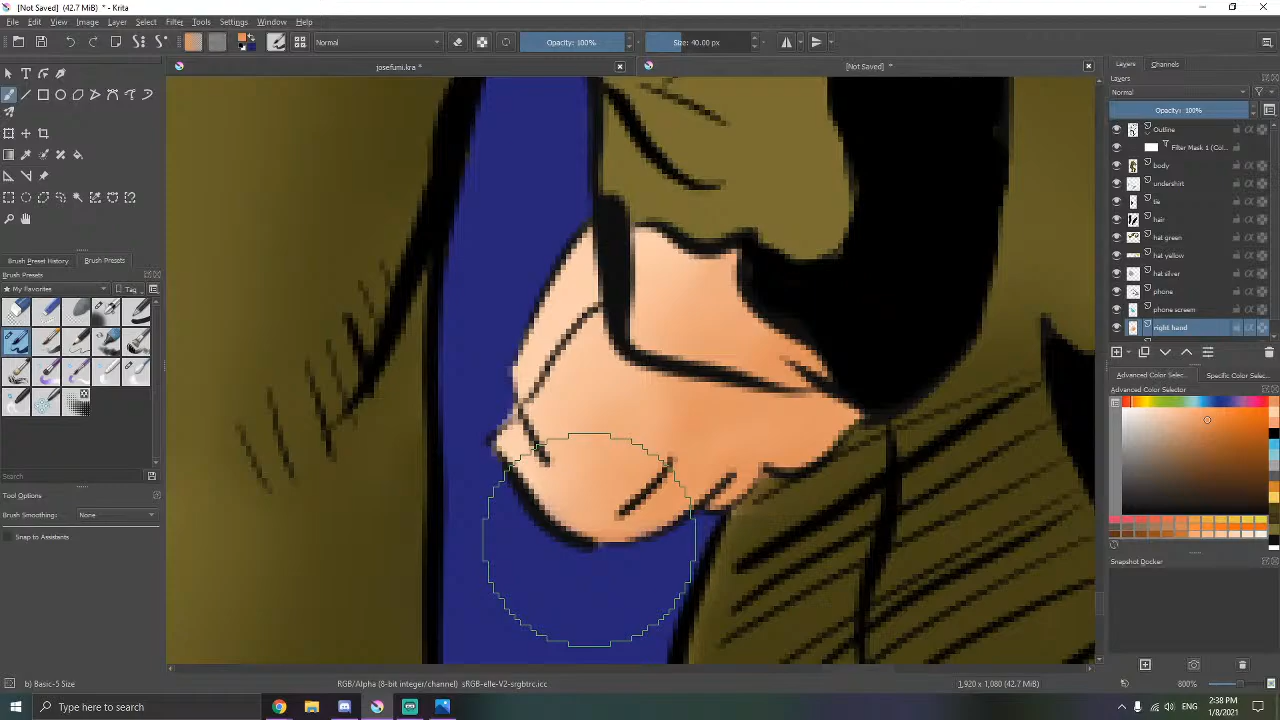 [Not Saved] (42.7 MiB) * - Krita
File Edit View Image Layer Select Filter Tools Settings Window Help
Normal Opacity: 100% Size: 40.00 px
josefumi.kra * [Not Saved] *
Layers Channels
Layers
Normal
Opacity: 100%
Outline
Filter Mask 1 (Col...
body
undershirt
tie
hair
hat green
hat yellow
hat silver
phone
phone screem
right hand
Brush Preset History Brush Presets
Brush Presets
My Favorites Tag
Search
Tool Options
Brush Smoothing: None
Snap to Assistants
Advanced Color Selec... Specific Color Selec...
Advanced Color Selector
Snapshot Docker
b) Basic-5 Size RGB/Alpha (8-bit integer/channel) sRGB-elle-V2-srgbtrc.icc 1,920 x 1,080 (42.7 MiB) 800%
Type here to search
ENG
2:38 PM
1/8/2021